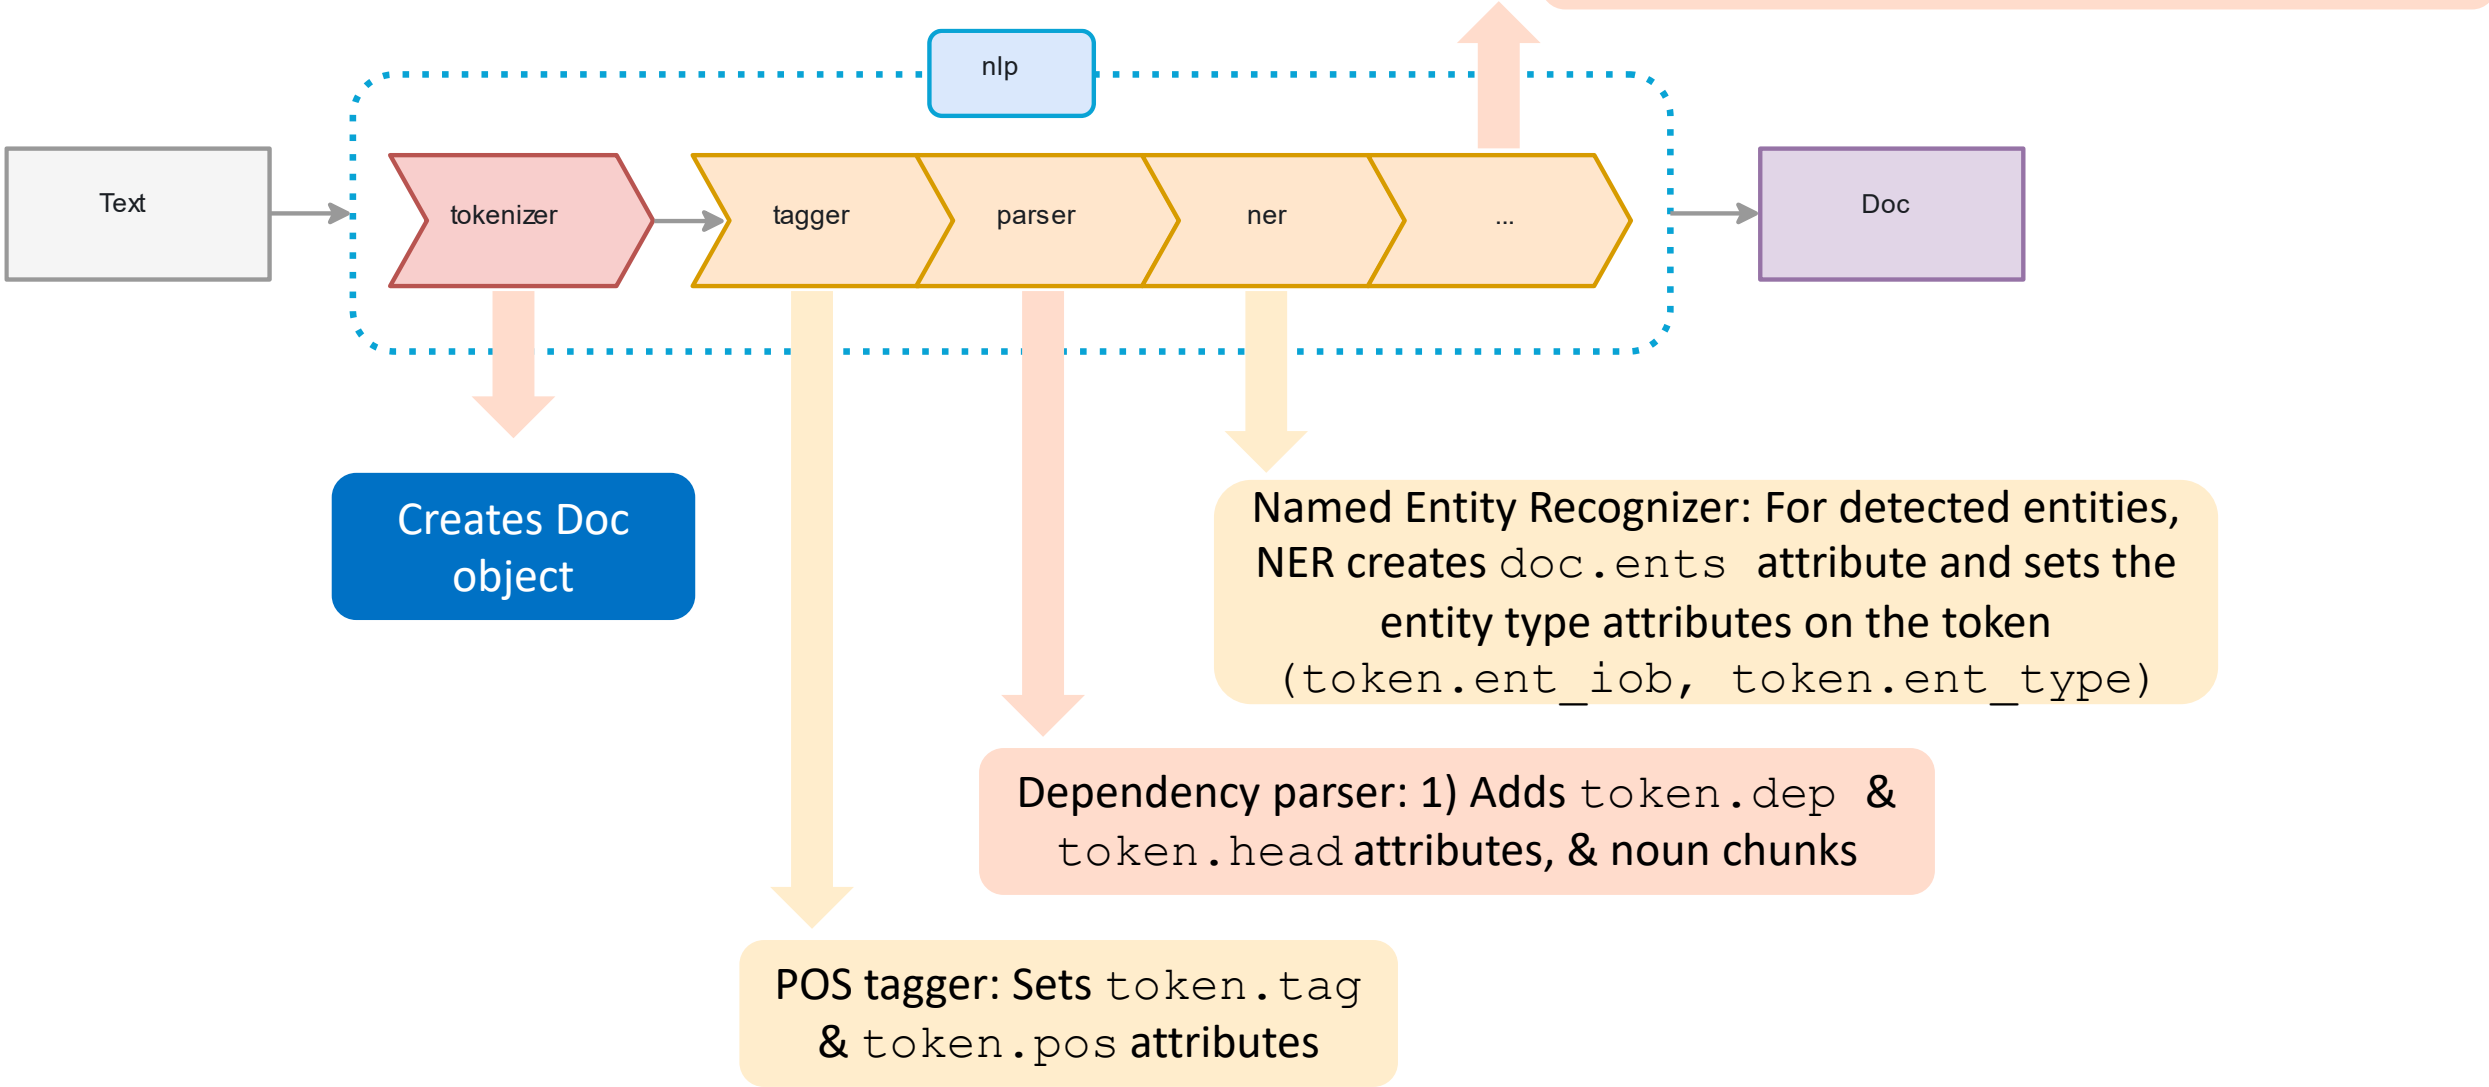 nlp
Text
tokenizer
tagger
parser
ner
...
Doc
Creates Doc
object
Named Entity Recognizer: For detected entities,
NER creates doc.ents attribute and sets the
entity type attributes on the token
(token.ent_iob, token.ent_type)
Dependency parser: 1) Adds token.dep &
token.head attributes, & noun chunks
POS tagger: Sets token.tag
& token.pos attributes